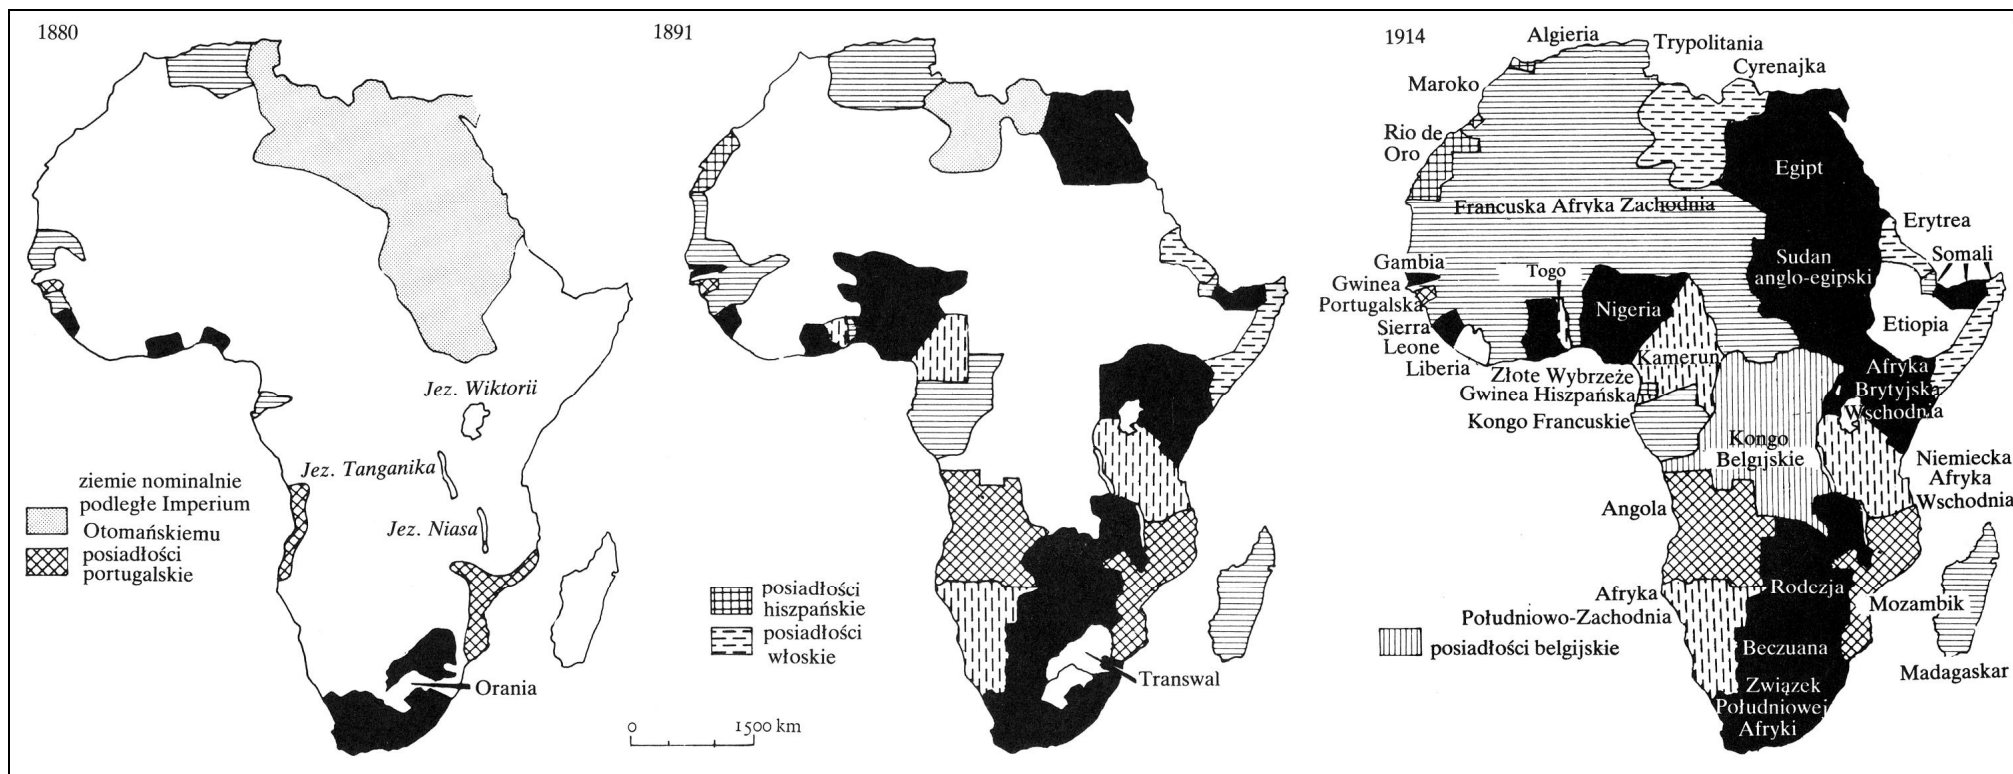 1880
Jez. Wiktorii
Jez. Tanganika
Jez. Niasa
ziemie nominalnie
podległe Imperium
Otomańskiemu
posiadłości
portugalskie
Orania
1891
posiadłości
hiszpańskie
posiadłości
włoskie
Transwal
0 1500 km
1914
Algieria
Trypolitania
Cyrenajka
Maroko
Rio de
Oro
Egipt
Francuska Afryka Zachodnia
Erytrea
Somali
Sudan
anglo-egipski
Gambia
Togo
Gwinea
Portugalska
Nigeria
Etiopia
Sierra
Leone
Liberia
Kamerun
Złote Wybrzeże
Gwinea Hiszpańska
Kongo Francuskie
Afryka
Brytyjska
Wschodnia
Kongo
Belgijskie
Niemiecka
Afryka
Wschodnia
Angola
Afryka
Południowo-Zachodnia
Rodezja
Mozambik
posiadłości belgijskie
Beczuana
Madagaskar
Związek
Południowej
Afryki